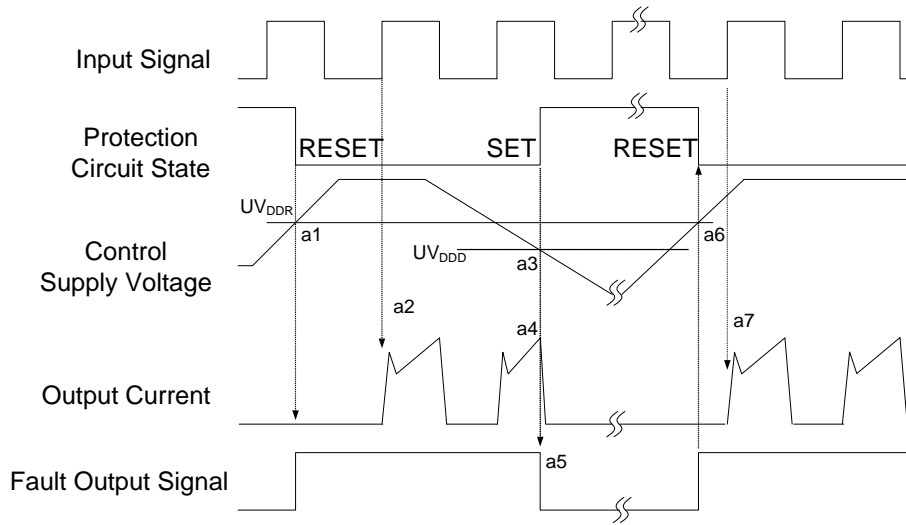 Input Signal
Protection
Circuit State
RESET
SET
RESET
UVDDR
a1
a6
Control
Supply Voltage
UVDDD
a3
a2
a4
a7
Output Current
a5
Fault Output Signal